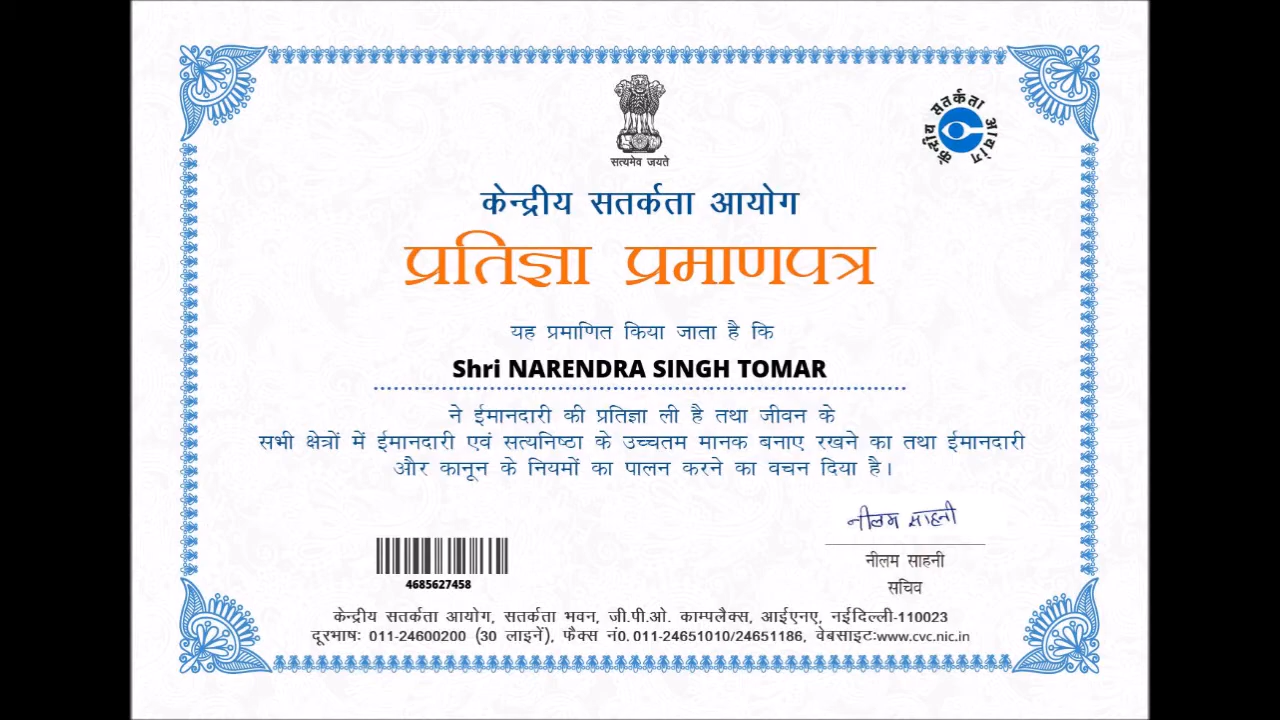 सत्यमेव जयते
केन्द्रीय सतर्कता आयोग
केन्द्रीय सतर्कता आयोग
प्रतिज्ञा प्रमाणपत्र
यह प्रमाणित किया जाता है कि
Shri NARENDRA SINGH TOMAR
ने ईमानदारी की प्रतिज्ञा ली है तथा जीवन के
सभी क्षेत्रों में ईमानदारी एवं सत्यनिष्ठा के उच्चतम मानक बनाए रखने का तथा ईमानदारी
और कानून के नियमों का पालन करने का वचन दिया है।
नीलम साहनी
नीलम साहनी
सचिव
4685627458
केन्द्रीय सतर्कता आयोग, सतर्कता भवन, जी.पी.ओ. काम्पलैक्स, आईएनए, नईदिल्ली-110023
दूरभाषः 011-24600200 (30 लाइनें), फैक्स नं0. 011-24651010/24651186, वेबसाइटःwww.cvc.nic.in